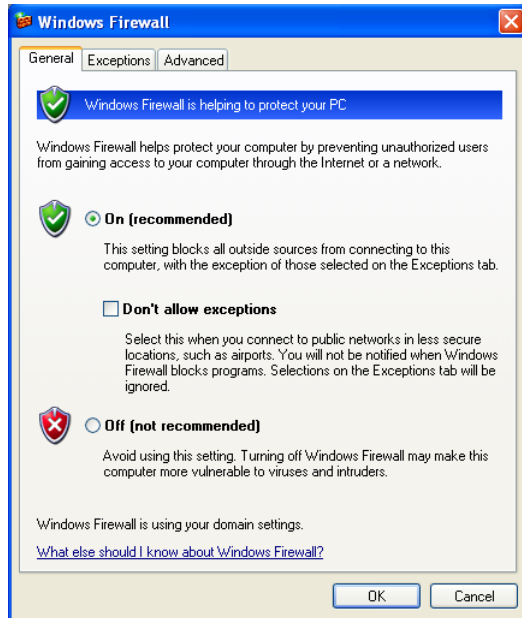 Windows Firewall
General Exceptions Advanced
Windows Firewall is helping to protect your PC
Windows Firewall helps protect your computer by preventing unauthorized users
from gaining access to your computer through the Internet or a network.
On (recommended)
This setting blocks all outside sources from connecting to this
computer, with the exception of those selected on the Exceptions tab.
Don't allow exceptions
Select this when you connect to public networks in less secure
locations, such as airports. You will not be notified when Windows
Firewall blocks programs. Selections on the Exceptions tab will be
ignored.
Off (not recommended)
Avoid using this setting. Turning off Windows Firewall may make this
computer more vulnerable to viruses and intruders.
Windows Firewall is using your domain settings.
What else should I know about Windows Firewall?
OK Cancel